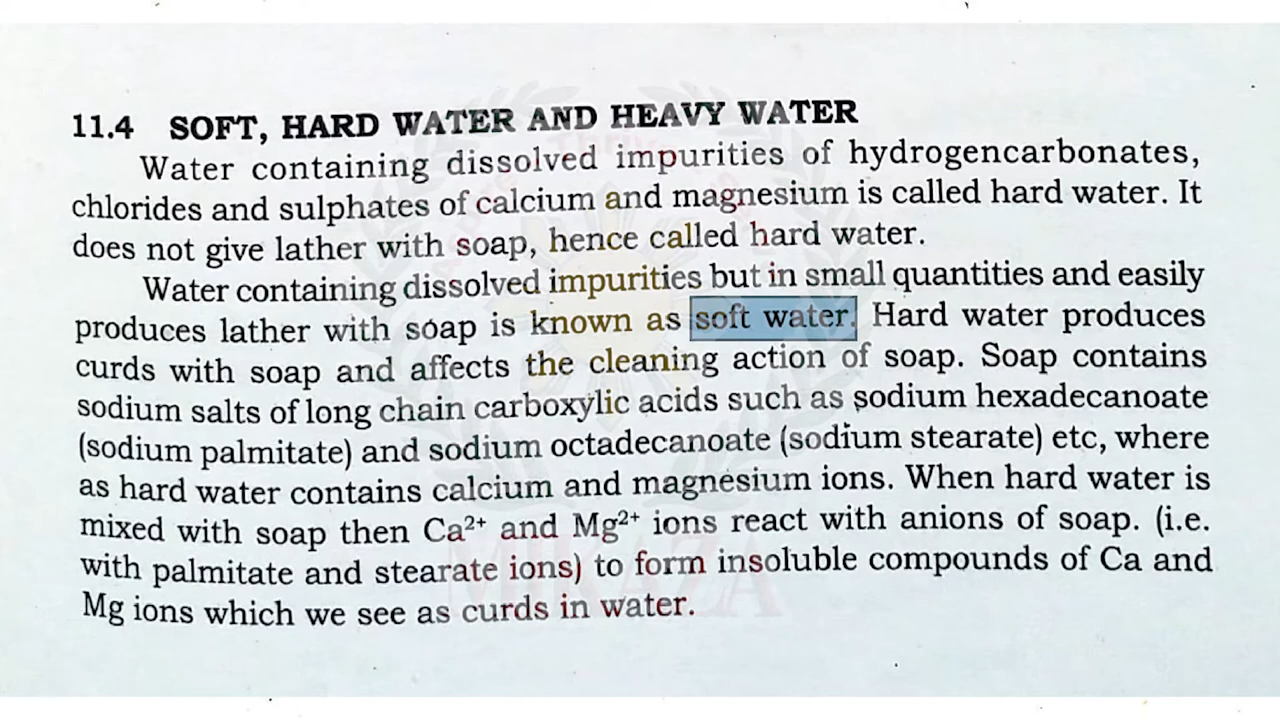 11.4 SOFT, HARD WATER AND HEAVY WATER
Water containing dissolved impurities of hydrogencarbonates,
chlorides and sulphates of calcium and magnesium is called hard water. It
does not give lather with soap, hence called hard water.
Water containing dissolved impurities but in small quantities and easily
produces lather with soap is known as soft water. Hard water produces
curds with soap and affects the cleaning action of soap. Soap contains
sodium salts of long chain carboxylic acids such as sodium hexadecanoate
(sodium palmitate) and sodium octadecanoate (sodium stearate) etc, where
as hard water contains calcium and magnesium ions. When hard water is
mixed with soap then Ca²⁺ and Mg²⁺ ions react with anions of soap. (i.e.
with palmitate and stearate ions) to form insoluble compounds of Ca and
Mg ions which we see as curds in water.
MIKAZA